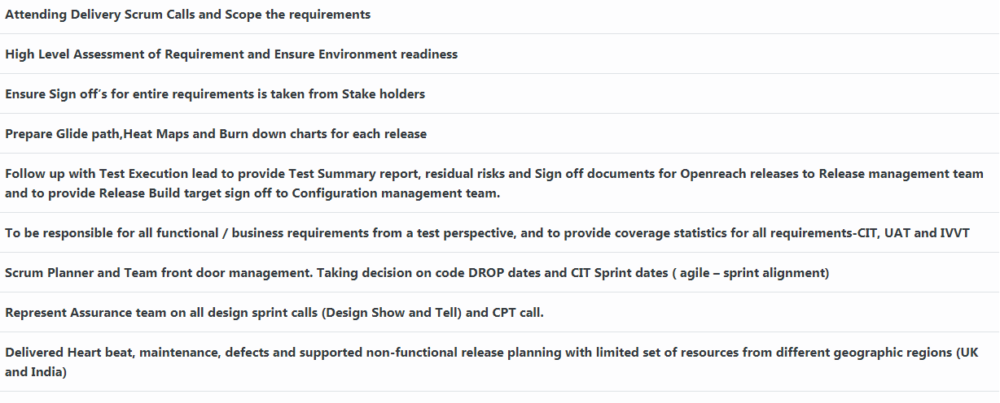 Attending Delivery Scrum Calls and Scope the requirements
High Level Assessment of Requirement and Ensure Environment readiness
Ensure Sign off’s for entire requirements is taken from Stake holders
Prepare Glide path,Heat Maps and Burn down charts for each release
Follow up with Test Execution lead to provide Test Summary report, residual risks and Sign off documents for Openreach releases to Release management team
and to provide Release Build target sign off to Configuration management team.
To be responsible for all functional / business requirements from a test perspective, and to provide coverage statistics for all requirements-CIT, UAT and IVVT
Scrum Planner and Team front door management. Taking decision on code DROP dates and CIT Sprint dates ( agile – sprint alignment)
Represent Assurance team on all design sprint calls (Design Show and Tell) and CPT call.
Delivered Heart beat, maintenance, defects and supported non-functional release planning with limited set of resources from different geographic regions (UK
and India)